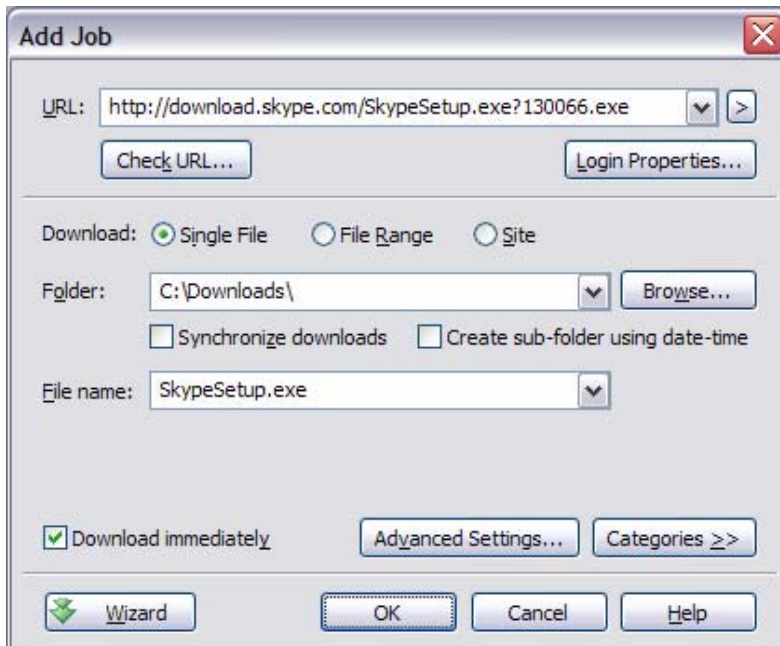 Add Job
URL: http://download.skype.com/SkypeSetup.exe?130066.exe >
Check URL... Login Properties...
Download: Single File File Range Site
Folder: C:\Downloads\ Browse...
Synchronize downloads Create sub-folder using date-time
File name: SkypeSetup.exe
Download immediately Advanced Settings... Categories >>
Wizard OK Cancel Help